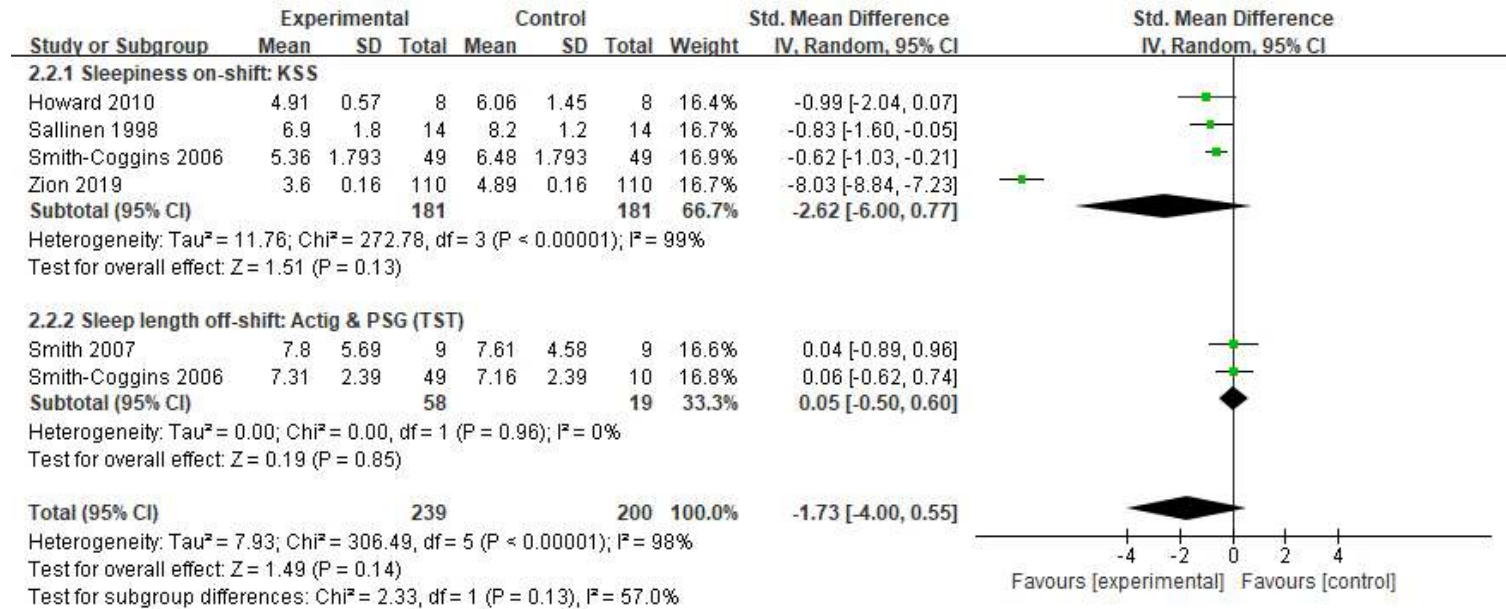 Experimental Control Std. Mean Difference Std. Mean Difference
Study or Subgroup Mean SD Total Mean SD Total Weight IV, Random, 95% CI IV, Random, 95% CI
2.2.1 Sleepiness on-shift: KSS
Howard 2010 4.91 0.57 8 6.06 1.45 8 16.4% -0.99 [-2.04, 0.07]
Sallinen 1998 6.9 1.8 14 8.2 1.2 14 16.7% -0.83 [-1.60, -0.05]
Smith-Coggins 2006 5.36 1.793 49 6.48 1.793 49 16.9% -0.62 [-1.03, -0.21]
Zion 2019 3.6 0.16 110 4.89 0.16 110 16.7% -8.03 [-8.84, -7.23]
Subtotal (95% CI) 181 181 66.7% -2.62 [-6.00, 0.77]
Heterogeneity: Tau² = 11.76; Chi² = 272.78, df = 3 (P < 0.00001); I² = 99%
Test for overall effect: Z = 1.51 (P = 0.13)
2.2.2 Sleep length off-shift: Actig & PSG (TST)
Smith 2007 7.8 5.69 9 7.61 4.58 9 16.6% 0.04 [-0.89, 0.96]
Smith-Coggins 2006 7.31 2.39 49 7.16 2.39 10 16.8% 0.06 [-0.62, 0.74]
Subtotal (95% CI) 58 19 33.3% 0.05 [-0.50, 0.60]
Heterogeneity: Tau² = 0.00; Chi² = 0.00, df = 1 (P = 0.96); I² = 0%
Test for overall effect: Z = 0.19 (P = 0.85)
Total (95% CI) 239 200 100.0% -1.73 [-4.00, 0.55]
Heterogeneity: Tau² = 7.93; Chi² = 306.49, df = 5 (P < 0.00001); I² = 98%
Test for overall effect: Z = 1.49 (P = 0.14)
Test for subgroup differences: Chi² = 2.33, df = 1 (P = 0.13), I² = 57.0%
-4 -2 0 2 4
Favours [experimental] Favours [control]